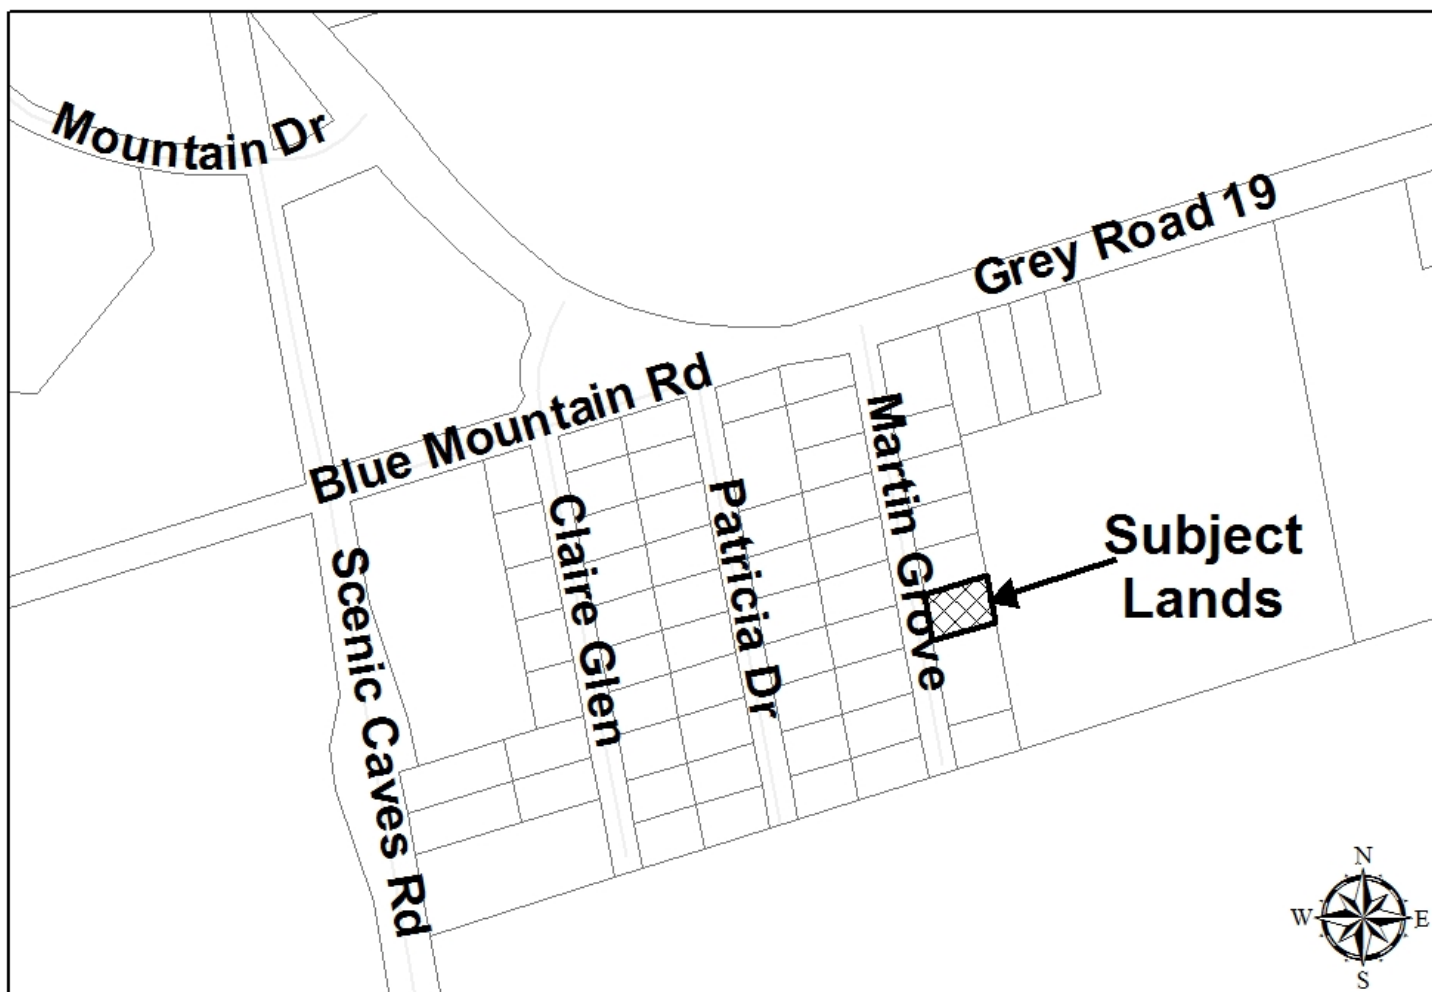 Mountain Dr
Grey Road 19
Blue Mountain Rd
Martin Grove
Patricia Dr
Claire Glen
Subject
Lands
Scenic Caves Rd
N
W
E
S